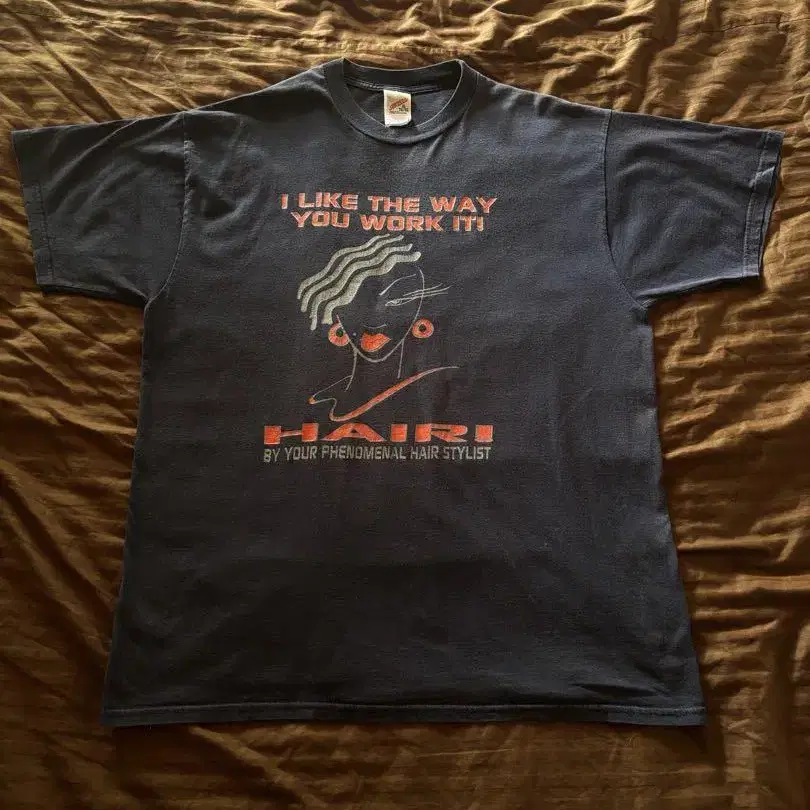 I LIKE THE WAY
YOU WORK IT!
HAIR!
BY YOUR PHENOMENAL HAIR STYLIST